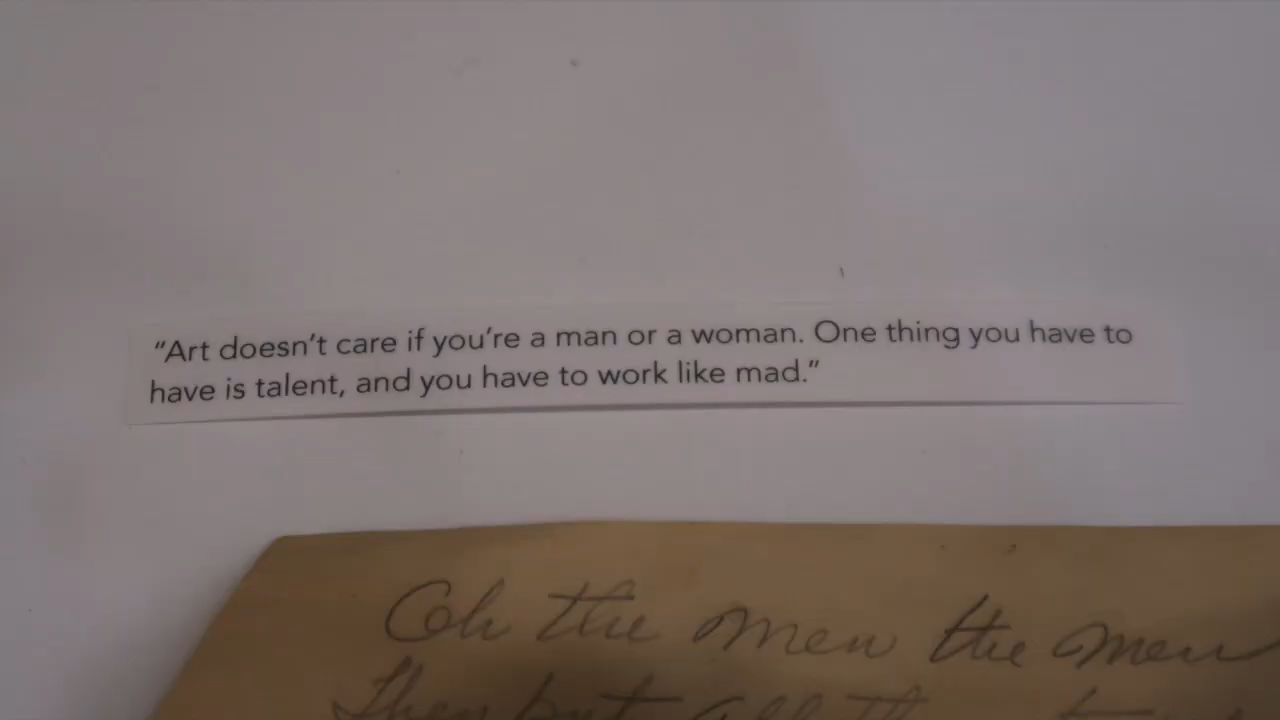 “Art doesn’t care if you’re a man or a woman. One thing you have to
have is talent, and you have to work like mad.”
Oh the men the men